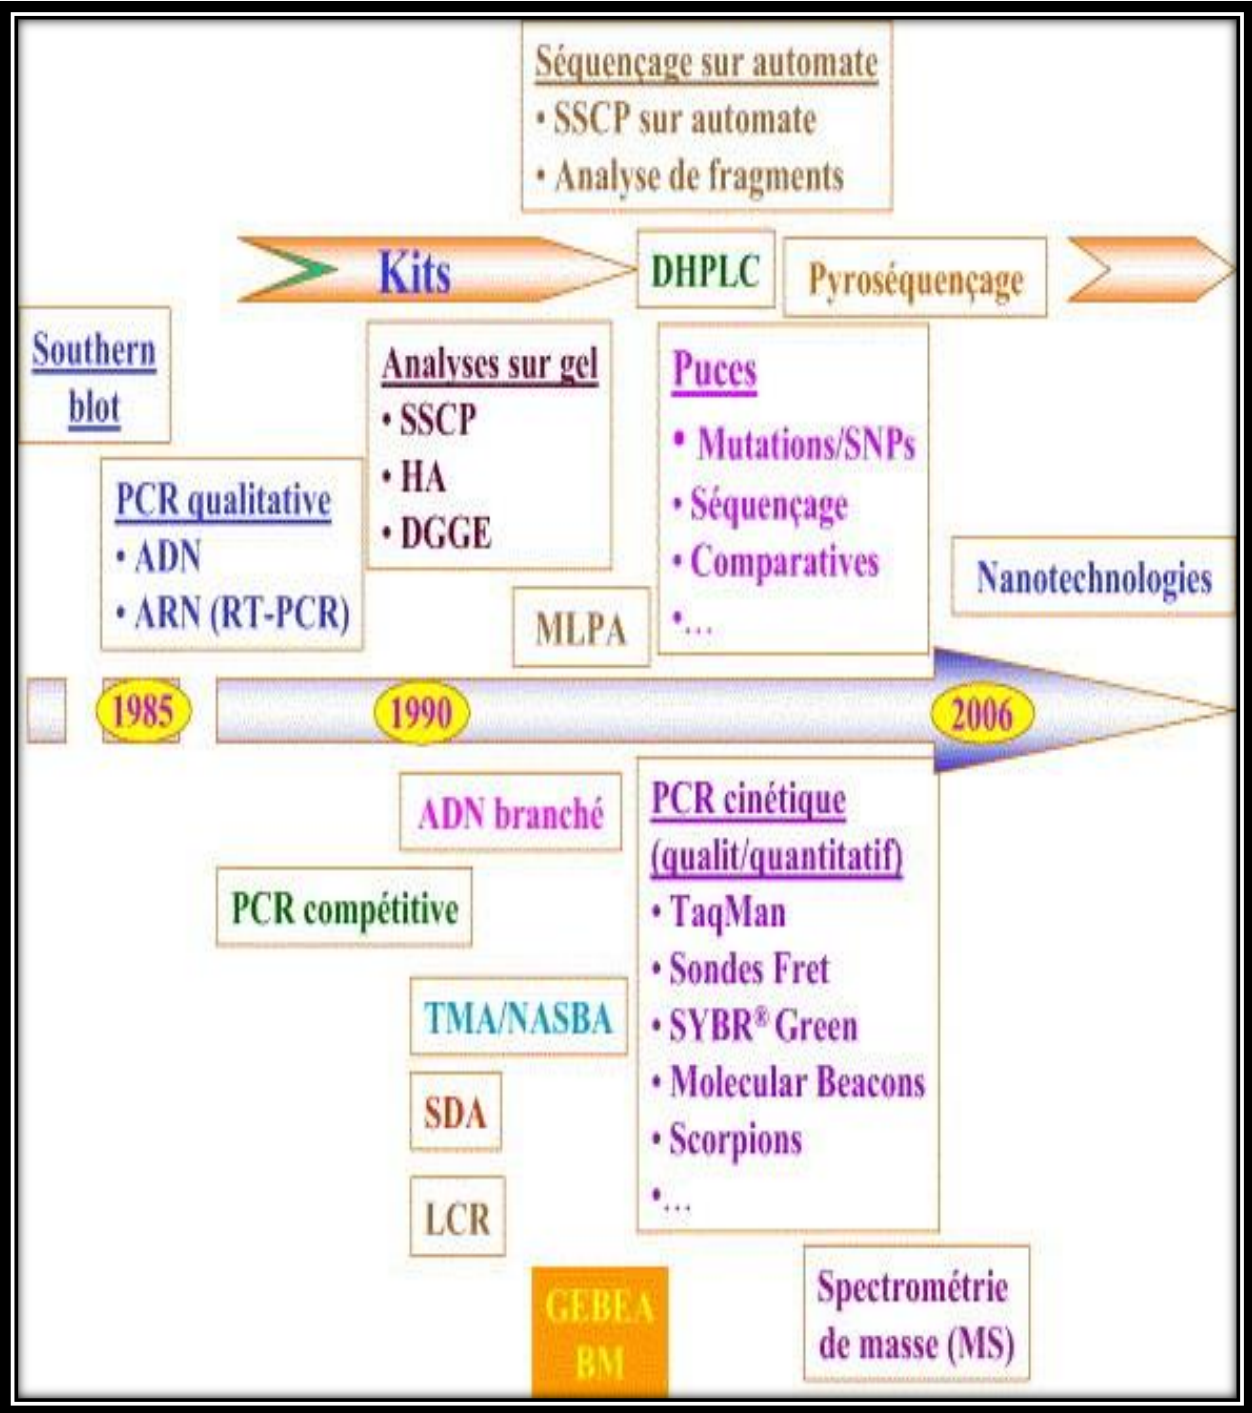 Séquençage sur automate
• SSCP sur automate
• Analyse de fragments
Kits
DHPLC
Pyroséquençage
Southern
blot
Analyses sur gel
• SSCP
• HA
• DGGE
Puces
• Mutations/SNPs
• Séquençage
• Comparatives
•...
PCR qualitative
• ADN
• ARN (RT-PCR)
MLPA
Nanotechnologies
1985
1990
2006
ADN branché
PCR compétitive
TMA/NASBA
SDA
LCR
PCR cinétique
(qualit/quantitatif)
• TaqMan
• Sondes Fret
• SYBR® Green
• Molecular Beacons
• Scorpions
•...
GEBEA
BM
Spectrométrie
de masse (MS)